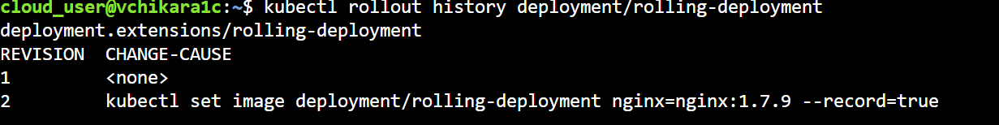 cloud_user@vchikara1c:~$ kubectl rollout history deployment/rolling-deployment
deployment.extensions/rolling-deployment
REVISION  CHANGE-CAUSE
1         <none>
2         kubectl set image deployment/rolling-deployment nginx=nginx:1.7.9 --record=true